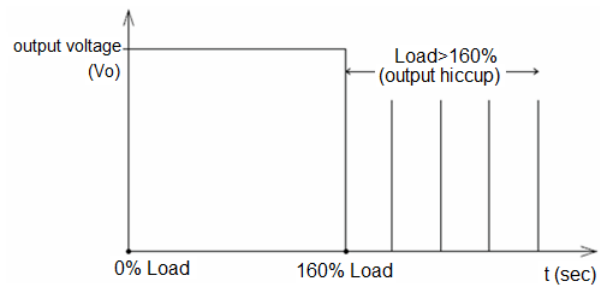 output voltage
(Vo)
Load>160%
(output hiccup)
0% Load
160% Load
t (sec)